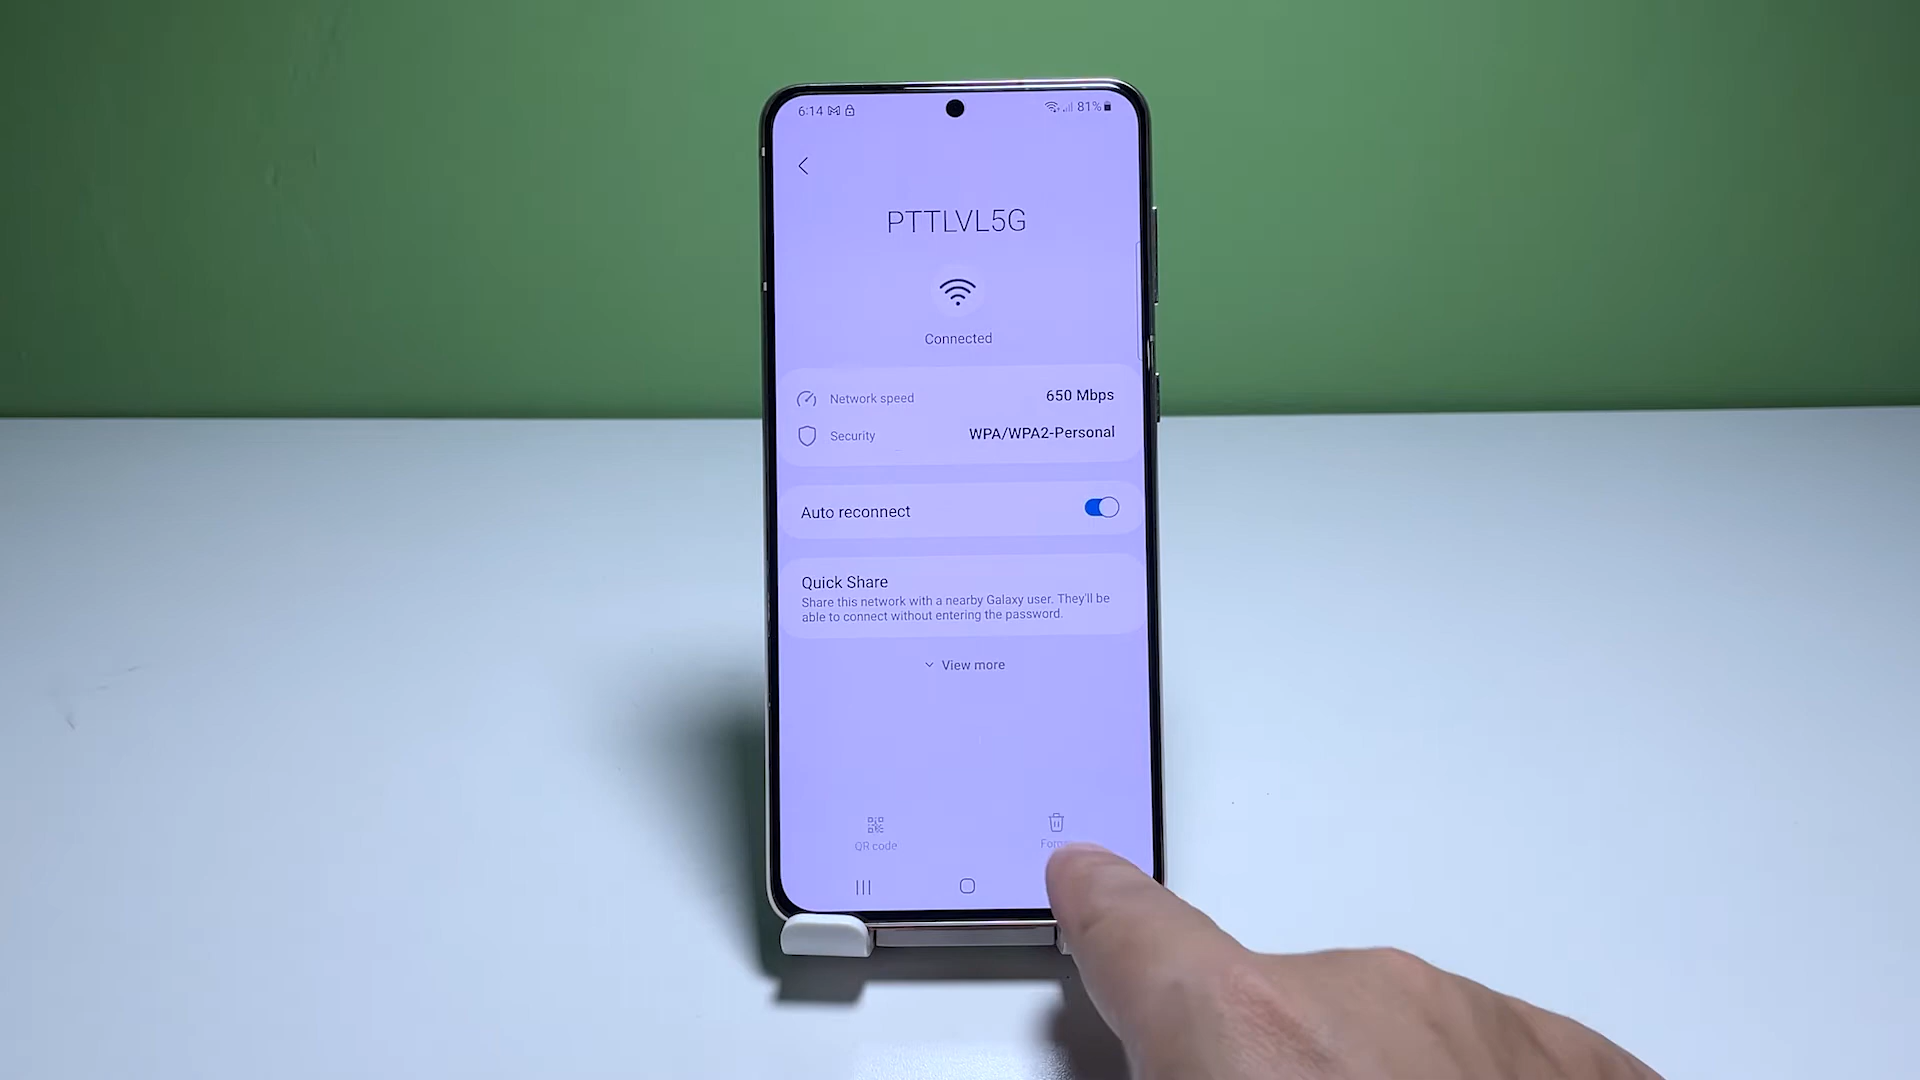 6:14
81%
PTTLVL5G
Connected
Network speed 650 Mbps
Security WPA/WPA2-Personal
Auto reconnect
Quick Share
Share this network with a nearby Galaxy user. They'll be
able to connect without entering the password.
View more
QR code